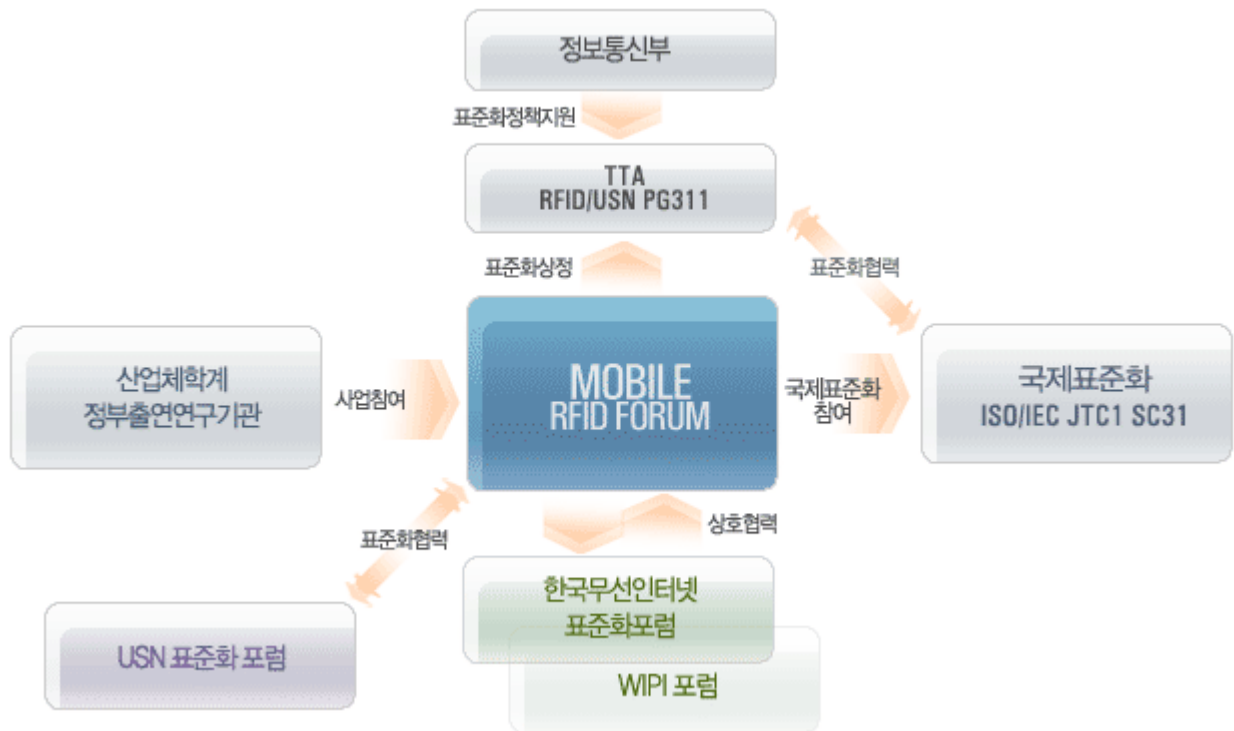 정보통신부
표준화정책지원
TTA
RFID/USN PG311
표준화상정
표준화협력
산업체학계
정부출연연구기관
사업참여
MOBILE
RFID FORUM
국제표준화
참여
국제표준화
ISO/IEC JTC1 SC31
표준화협력
상호협력
한국무선인터넷
표준화포럼
USN 표준화 포럼
WIPI 포럼